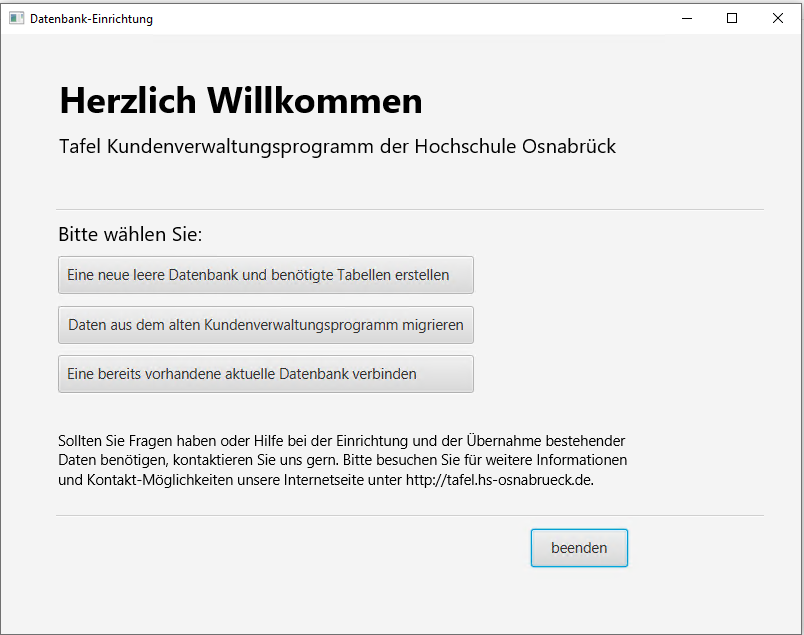 Datenbank-Einrichtung
Herzlich Willkommen
Tafel Kundenverwaltungsprogramm der Hochschule Osnabrück
Bitte wählen Sie:
Eine neue leere Datenbank und benötigte Tabellen erstellen
Daten aus dem alten Kundenverwaltungsprogramm migrieren
Eine bereits vorhandene aktuelle Datenbank verbinden
Sollten Sie Fragen haben oder Hilfe bei der Einrichtung und der Übernahme bestehender
Daten benötigen, kontaktieren Sie uns gern. Bitte besuchen Sie für weitere Informationen
und Kontakt-Möglichkeiten unsere Internetseite unter http://tafel.hs-osnabrueck.de.
beenden